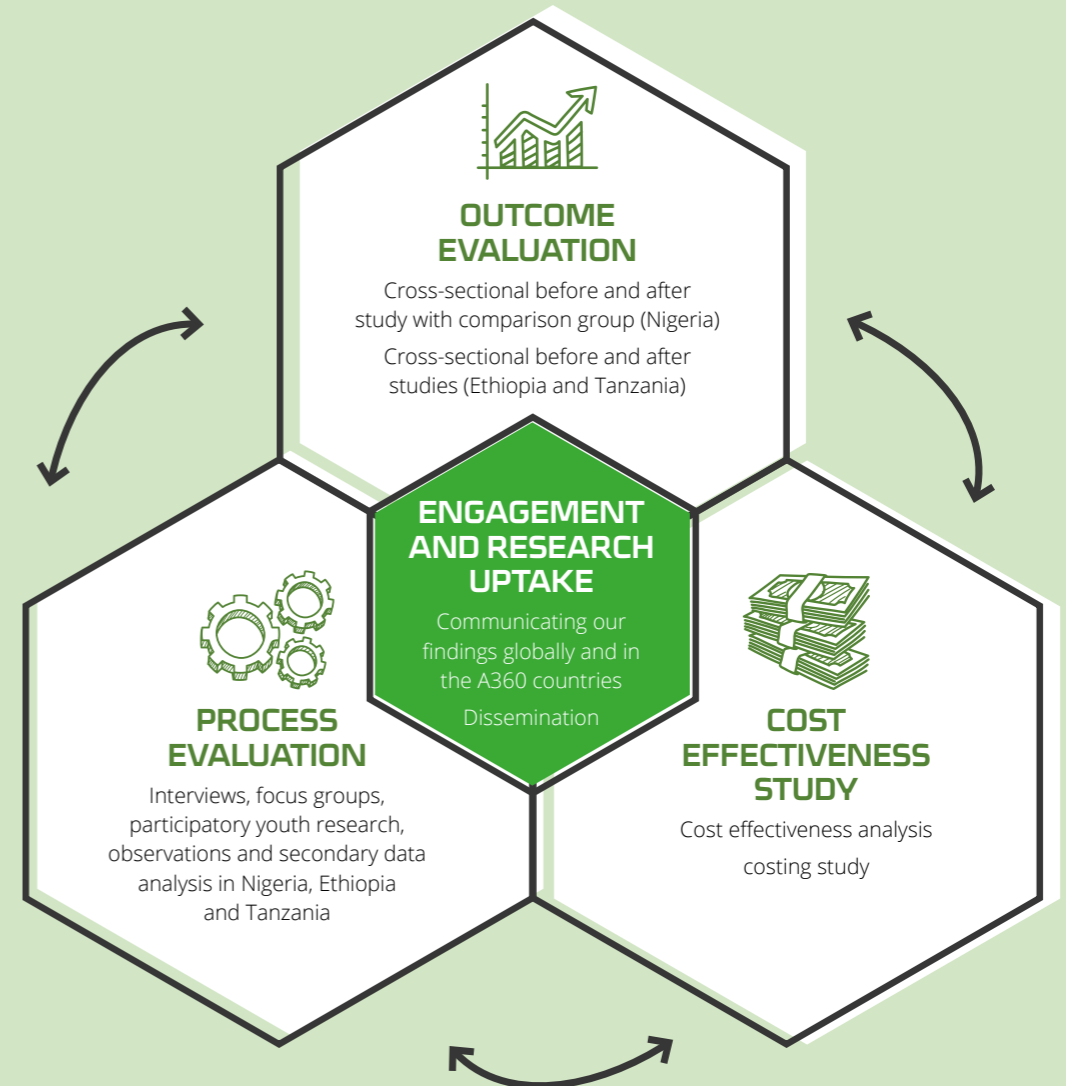 OUTCOME
EVALUATION
Cross-sectional before and after
study with comparison group (Nigeria)
Cross-sectional before and after
studies (Ethiopia and Tanzania)
ENGAGEMENT
AND RESEARCH
UPTAKE
Communicating our
findings globally and in
the A360 countries
Dissemination
PROCESS
EVALUATION
Interviews, focus groups,
participatory youth research,
observations and secondary data
analysis in Nigeria, Ethiopia
and Tanzania
COST
EFFECTIVENESS
STUDY
Cost effectiveness analysis
costing study